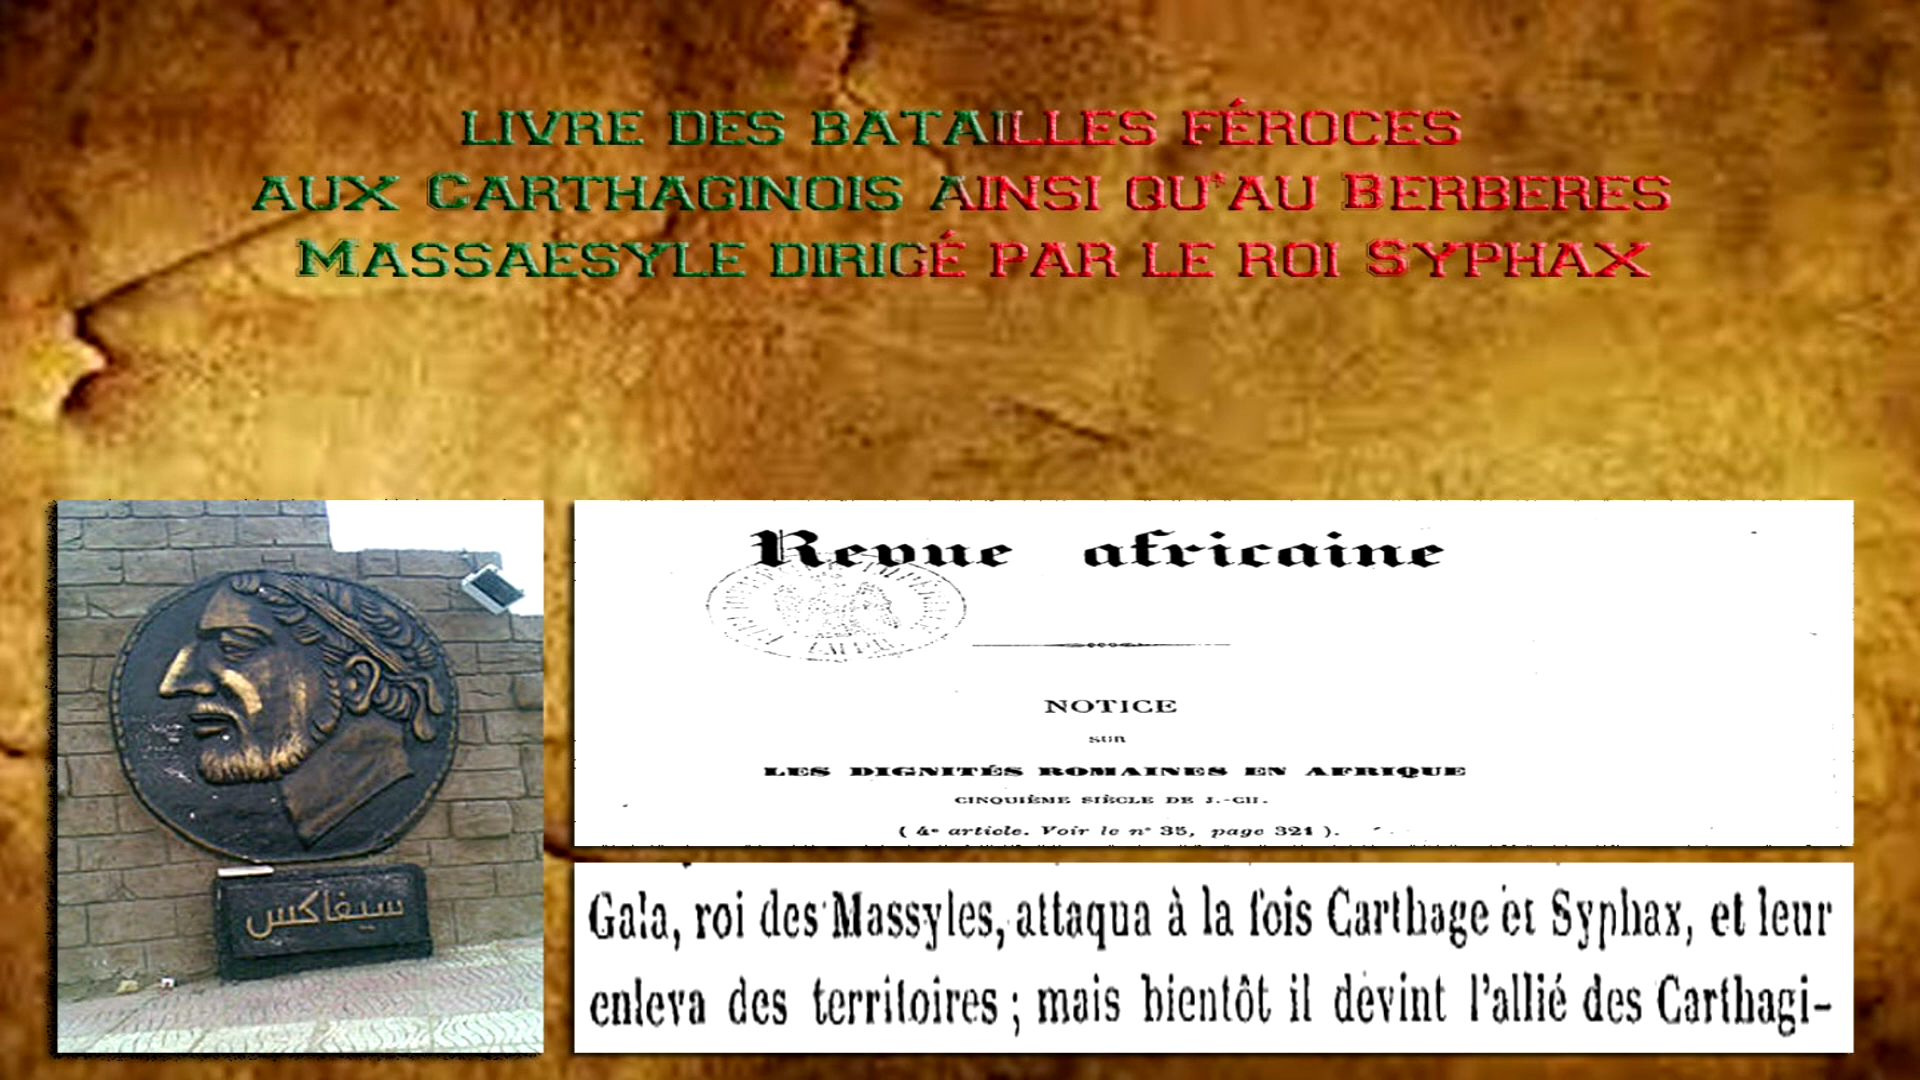 LIVRE DES BATAILLES FÉROCES
AUX CARTHAGINOIS AINSI QU'AU BERBERES
MASSAESYLE DIRIGÉ PAR LE ROI SYPHAX
سيفاكس
Revue africaine
NOTICE
SUR
LES DIGNITÉS ROMAINES EN AFRIQUE
CINQUIÈME SIÈCLE DE J.-CH.
( 4e article. Voir le n° 35, page 321 ).
Gala, roi des Massyles, attaqua à la fois Carthage et Syphax, et leur
enleva des territoires ; mais bientôt il devint l'allié des Carthagi-